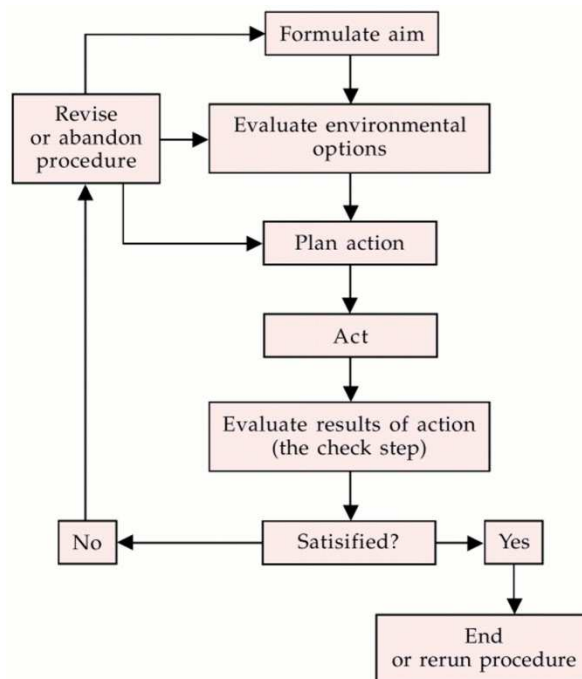 Formulate aim
Revise
or abandon
procedure
Evaluate environmental
options
Plan action
Act
Evaluate results of action
(the check step)
No
Satisified?
Yes
End
or rerun procedure